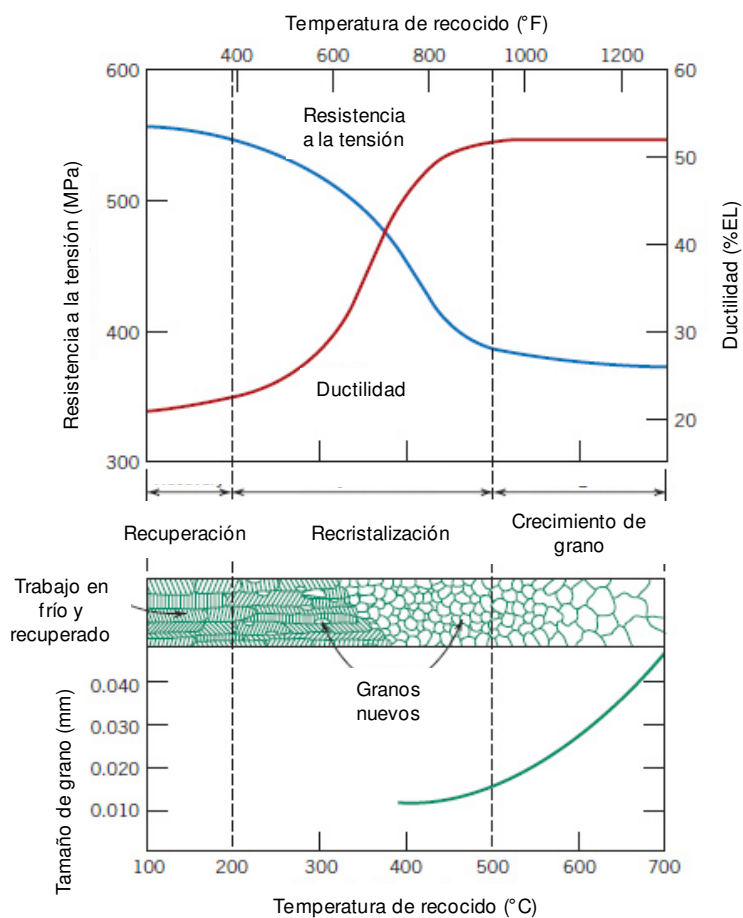 Temperatura de recocido (°F)
400 600 800 1000 1200
600 60
Resistencia
a la tensión
500 50
40
Resistencia a la tensión (MPa)
Ductilidad (%EL)
400 30
Ductilidad
20
300
Recuperación Recristalización Crecimiento de
grano
Trabajo en
frío y
recuperado
Granos
nuevos
Tamaño de grano (mm)
0.040
0.030
0.020
0.010
100 200 300 400 500 600 700
Temperatura de recocido (°C)